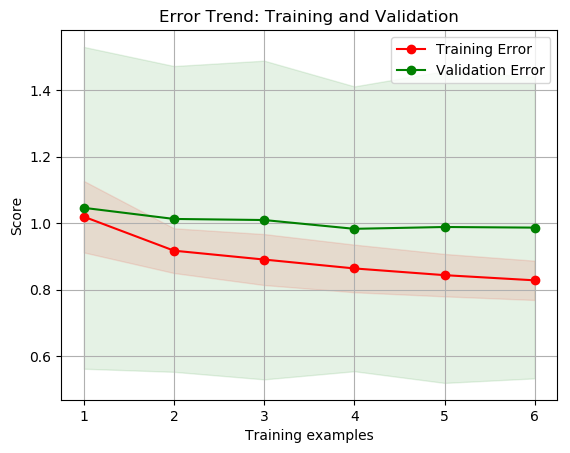 Error Trend: Training and Validation
Training Error
Validation Error
1.4
1.2
1.0
0.8
0.6
Score
1 2 3 4 5 6
Training examples